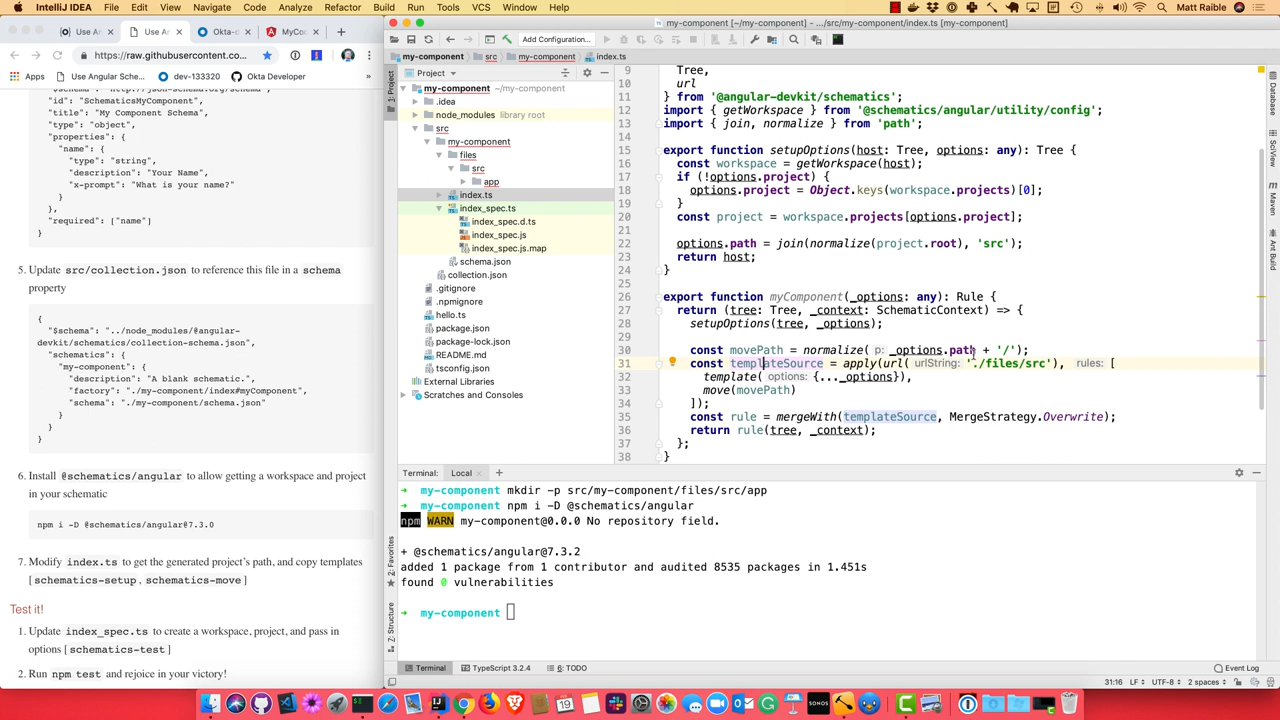 IntelliJ IDEA File Edit View Navigate Code Analyze Refactor Build Run Tools VCS Window Help Matt Raible
Use An
Use An
Okta-d
MyCo
https://raw.githubusercontent.co...
Apps Use Angular Sche... dev-133320 Okta Developer »
"id": "SchematicsMyComponent",
"title": "My Component Schema",
"type": "object",
"properties": {
"name": {
"type": "string",
"description": "Your Name",
"x-prompt": "What is your name?"
}
},
"required": ["name"]
}
5. Update src/collection.json to reference this file in a schema
property
{
"$schema": "../node_modules/@angular-
devkit/schematics/collection-schema.json",
"schematics": {
"my-component": {
"description": "A blank schematic.",
"factory": "./my-component/index#myComponent",
"schema": "./my-component/schema.json"
}
}
}
6. Install @schematics/angular to allow getting a workspace and project
in your schematic
npm i -D @schematics/angular@7.3.0
7. Modify index.ts to get the generated project's path, and copy templates
[ schematics-setup , schematics-move ]
Test it!
1. Update index_spec.ts to create a workspace, project, and pass in
options [ schematics-test ]
2. Run npm test and rejoice in your victory!
my-component [~/my-component] - .../src/my-component/index.ts [my-component]
Add Configuration...
my-component src my-component index.ts
Project
my-component ~/my-component
.idea
node_modules library root
src
my-component
files
src
app
index.ts
index_spec.ts
index_spec.d.ts
index_spec.js
index_spec.js.map
schema.json
collection.json
.gitignore
.npmignore
hello.ts
package.json
package-lock.json
README.md
tsconfig.json
External Libraries
Scratches and Consoles
1: Project
2: Favorites
7: Structure
Database
SciView
Maven
Ant Build
9 Tree,
10 url
11 } from '@angular-devkit/schematics';
12 import { getWorkspace } from '@schematics/angular/utility/config';
13 import { join, normalize } from 'path';
14
15 export function setupOptions(host: Tree, options: any): Tree {
16 const workspace = getWorkspace(host);
17 if (!options.project) {
18 options.project = Object.keys(workspace.projects)[0];
19 }
20 const project = workspace.projects[options.project];
21
22 options.path = join(normalize(project.root), 'src');
23 return host;
24 }
25
26 export function myComponent(_options: any): Rule {
27 return (tree: Tree, _context: SchematicContext) => {
28 setupOptions(tree, _options);
29
30 const movePath = normalize( p: _options.path + '/');
31 const templateSource = apply(url( urlString: './files/src'), rules: [
32 template( options: {..._options}),
33 move(movePath)
34 ]);
35 const rule = mergeWith(templateSource, MergeStrategy.Overwrite);
36 return rule(tree, _context);
37 };
38 }
Terminal: Local +
→ my-component mkdir -p src/my-component/files/src/app
→ my-component npm i -D @schematics/angular
npm WARN my-component@0.0.0 No repository field.
+ @schematics/angular@7.3.2
added 1 package from 1 contributor and audited 8535 packages in 1.451s
found 0 vulnerabilities
→ my-component
Terminal TypeScript 3.2.4 6: TODO Event Log
31:16 LF UTF-8 2 spaces